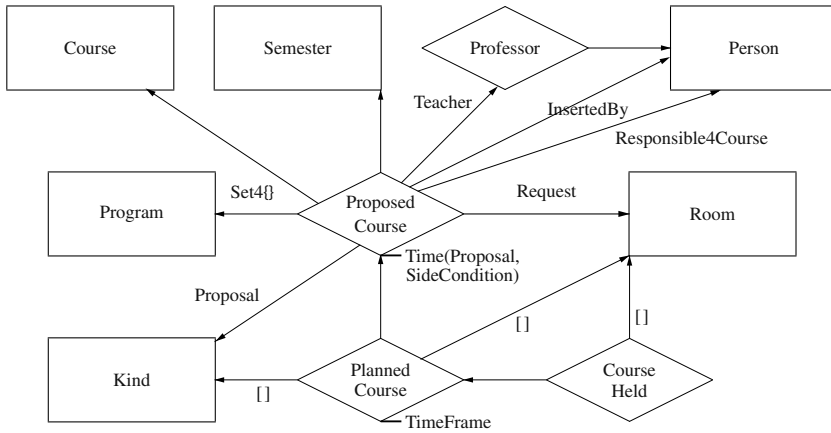 Course
Semester
Professor
Person
Teacher
InsertedBy
Responsible4Course
Program
Set4{}
Proposed
Course
Request
Room
Time(Proposal,
SideCondition)
Proposal
[]
[]
Kind
[]
Planned
Course
Course
Held
TimeFrame